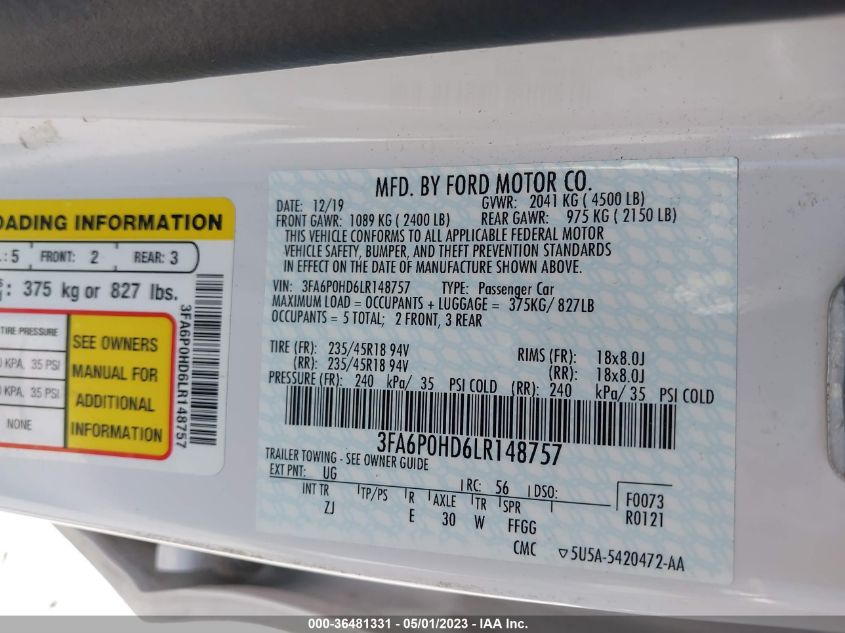 OADING INFORMATION
: 5 FRONT: 2 REAR: 3
: 375 kg or 827 lbs.
TIRE PRESSURE
0 KPA, 35 PSI
0 KPA, 35 PSI
NONE
SEE OWNERS
MANUAL FOR
ADDITIONAL
INFORMATION
3FA6P0HD6LR148757
MFD. BY FORD MOTOR CO.
DATE: 12/19 GVWR: 2041 KG ( 4500 LB)
FRONT GAWR: 1089 KG ( 2400 LB) REAR GAWR: 975 KG ( 2150 LB)
THIS VEHICLE CONFORMS TO ALL APPLICABLE FEDERAL MOTOR
VEHICLE SAFETY, BUMPER, AND THEFT PREVENTION STANDARDS
IN EFFECT ON THE DATE OF MANUFACTURE SHOWN ABOVE.
VIN: 3FA6P0HD6LR148757 TYPE: Passenger Car
MAXIMUM LOAD = OCCUPANTS + LUGGAGE = 375KG/ 827LB
OCCUPANTS = 5 TOTAL; 2 FRONT, 3 REAR
TIRE (FR): 235/45R18 94V RIMS (FR): 18x8.0J
(RR): 235/45R18 94V (RR): 18x8.0J
PRESSURE (FR): 240 kPa/ 35 PSI COLD (RR): 240 kPa/ 35 PSI COLD
3FA6P0HD6LR148757
TRAILER TOWING - SEE OWNER GUIDE
EXT PNT: UG RC: 56 DSO: F0073
INT TR TP/PS R AXLE TR SPR R0121
ZJ E 30 W FFGG
CMC ▽5U5A-5420472-AA
000-36481331 - 05/01/2023 - IAA Inc.